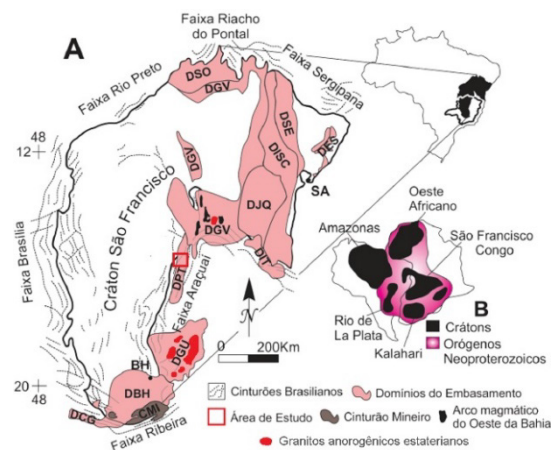 A
Faixa Riacho
do Pontal
Faixa Rio Preto
Faixa Sergipana
DSO
DGV
DSE
DISC
DES
SA
48
12
DGV
DGV
DJQ
DIT
Cráton São Francisco
Faixa Brasília
DPT
Faixa Araçuaí
N
0 200Km
DGU
BH
DBH
CMI
DCG
Faixa Ribeira
20
48
Oeste
Africano
Amazonas
São Francisco
Congo
Rio de
La Plata
Kalahari
B
Crátons
Orógenos
Neoproterozoicos
Cinturões Brasilianos
Domínios do Embasamento
Área de Estudo
Cinturão Mineiro
Arco magmático
do Oeste da Bahia
Granitos anorogênicos estaterianos